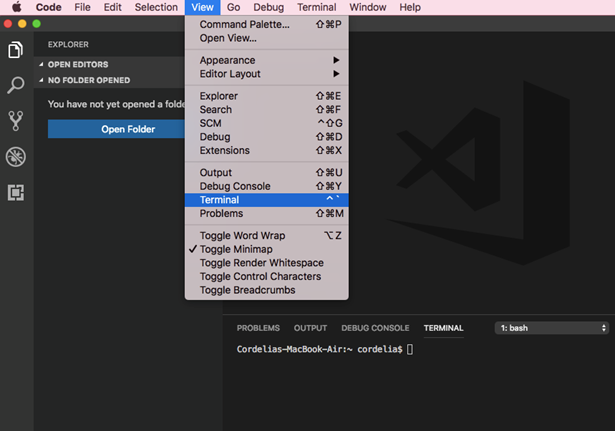 Code File Edit Selection View Go Debug Terminal Window Help
EXPLORER
OPEN EDITORS
NO FOLDER OPENED
You have not yet opened a folde
Open Folder
Command Palette... ⇧⌘P
Open View...
Appearance ▶
Editor Layout ▶
Explorer ⇧⌘E
Search ⇧⌘F
SCM ^⇧G
Debug ⇧⌘D
Extensions ⇧⌘X
Output ⇧⌘U
Debug Console ⇧⌘Y
Terminal ^`
Problems ⇧⌘M
Toggle Word Wrap ⌥Z
✓ Toggle Minimap
Toggle Render Whitespace
Toggle Control Characters
Toggle Breadcrumbs
PROBLEMS OUTPUT DEBUG CONSOLE TERMINAL 1: bash
Cordelias-MacBook-Air:~ cordelia$